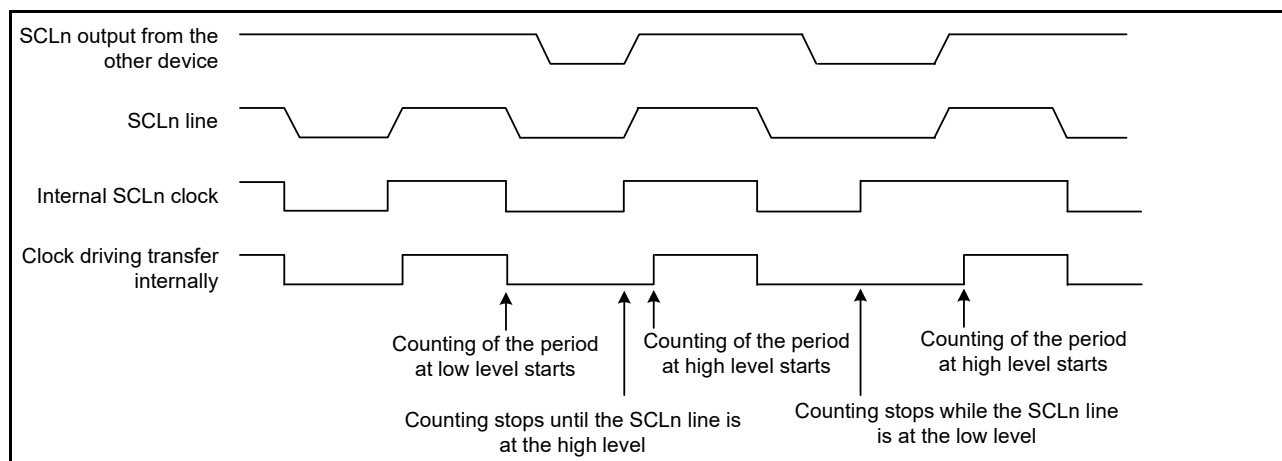 SCLn output from the
other device
SCLn line
Internal SCLn clock
Clock driving transfer
internally
Counting of the period
at low level starts
Counting of the period
at high level starts
Counting of the period
at high level starts
Counting stops until the SCLn line is
at the high level
Counting stops while the SCLn line
is at the low level